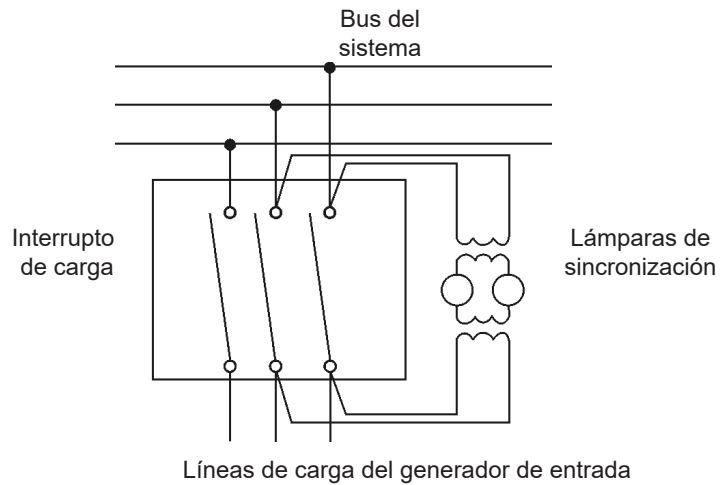 Bus del
sistema
Interrupto
de carga
Lámparas de
sincronización
Líneas de carga del generador de entrada